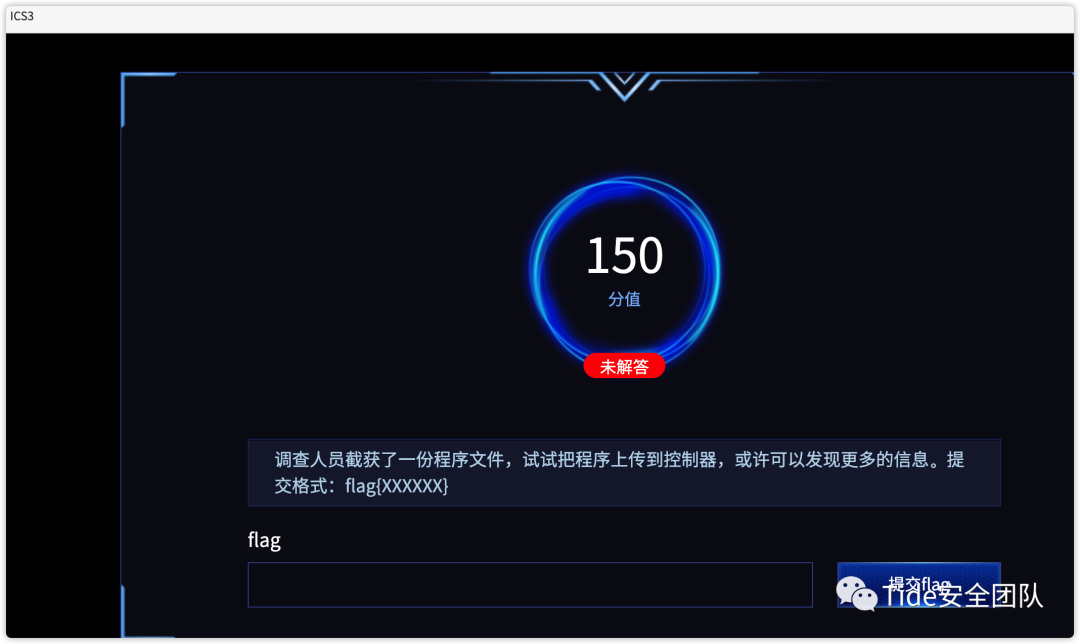 ICS3
150
分值
未解答
调查人员截获了一份程序文件，试试把程序上传到控制器，或许可以发现更多的信息。提
交格式：flag{XXXXXX}
flag
提交flag
Tide安全团队